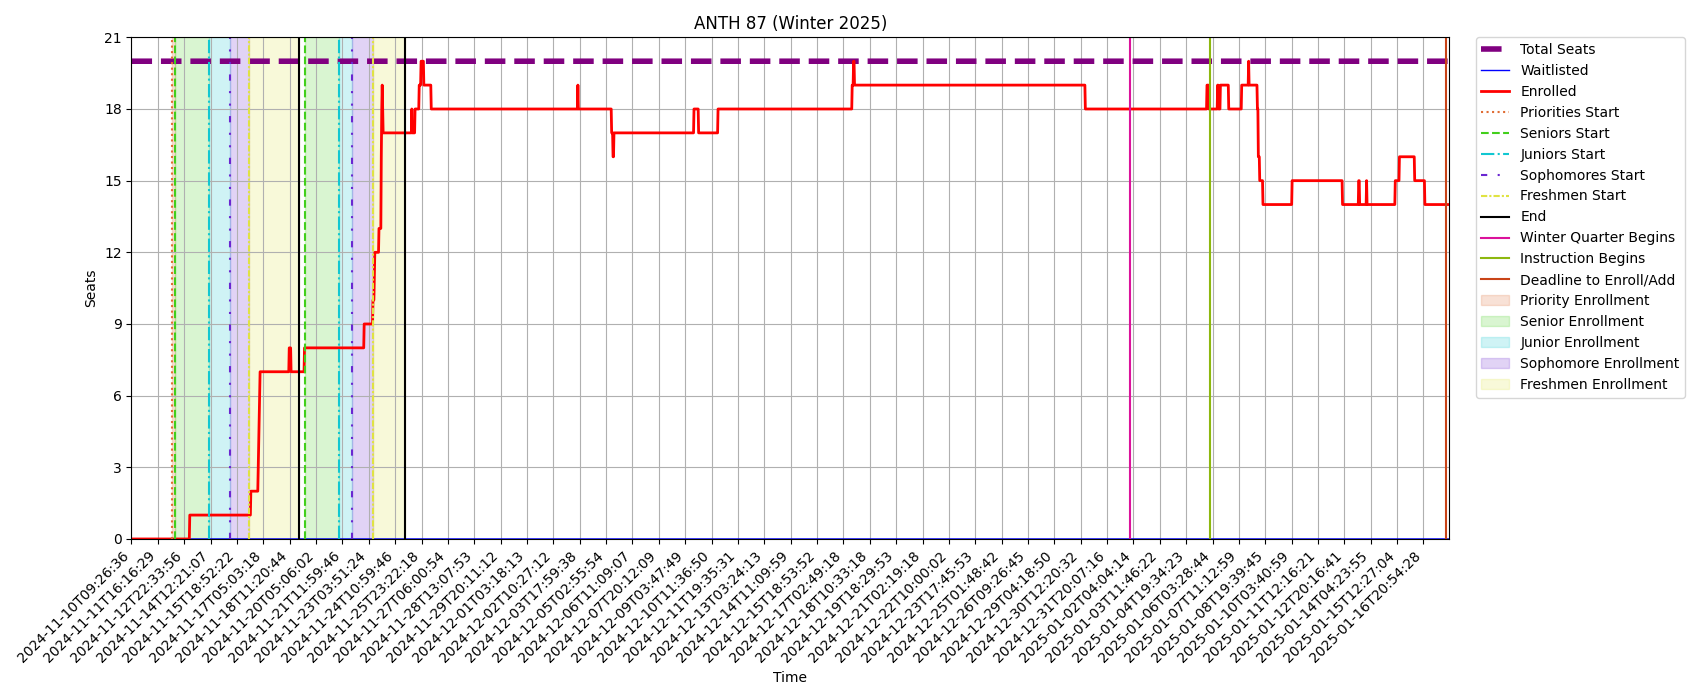 ANTH 87 (Winter 2025)
21
18
15
12
9
6
3
0
Seats
2024-11-10T09:26:36
2024-11-11T16:16:29
2024-11-12T22:33:56
2024-11-14T12:21:07
2024-11-15T18:52:22
2024-11-17T05:03:18
2024-11-18T11:20:44
2024-11-20T05:06:02
2024-11-21T11:59:46
2024-11-23T03:51:24
2024-11-24T10:59:46
2024-11-25T23:22:18
2024-11-27T06:00:54
2024-11-28T13:07:53
2024-11-29T20:11:12
2024-12-01T03:18:13
2024-12-02T10:27:12
2024-12-03T17:59:38
2024-12-05T02:55:54
2024-12-06T11:09:07
2024-12-07T20:12:09
2024-12-09T03:47:49
2024-12-10T11:36:50
2024-12-11T19:35:31
2024-12-13T03:24:13
2024-12-14T11:09:59
2024-12-15T18:53:52
2024-12-17T02:49:18
2024-12-18T10:33:18
2024-12-19T18:29:53
2024-12-21T02:19:18
2024-12-22T10:00:02
2024-12-23T17:45:53
2024-12-25T01:48:42
2024-12-26T09:26:45
2024-12-29T04:18:50
2024-12-30T12:20:32
2024-12-31T20:07:16
2025-01-02T04:04:14
2025-01-03T11:46:22
2025-01-04T19:34:23
2025-01-06T03:28:44
2025-01-07T11:12:59
2025-01-08T19:39:45
2025-01-10T03:40:59
2025-01-11T12:16:21
2025-01-12T20:16:41
2025-01-14T04:23:55
2025-01-15T12:27:04
2025-01-16T20:54:28
Time
Total Seats
Waitlisted
Enrolled
Priorities Start
Seniors Start
Juniors Start
Sophomores Start
Freshmen Start
End
Winter Quarter Begins
Instruction Begins
Deadline to Enroll/Add
Priority Enrollment
Senior Enrollment
Junior Enrollment
Sophomore Enrollment
Freshmen Enrollment